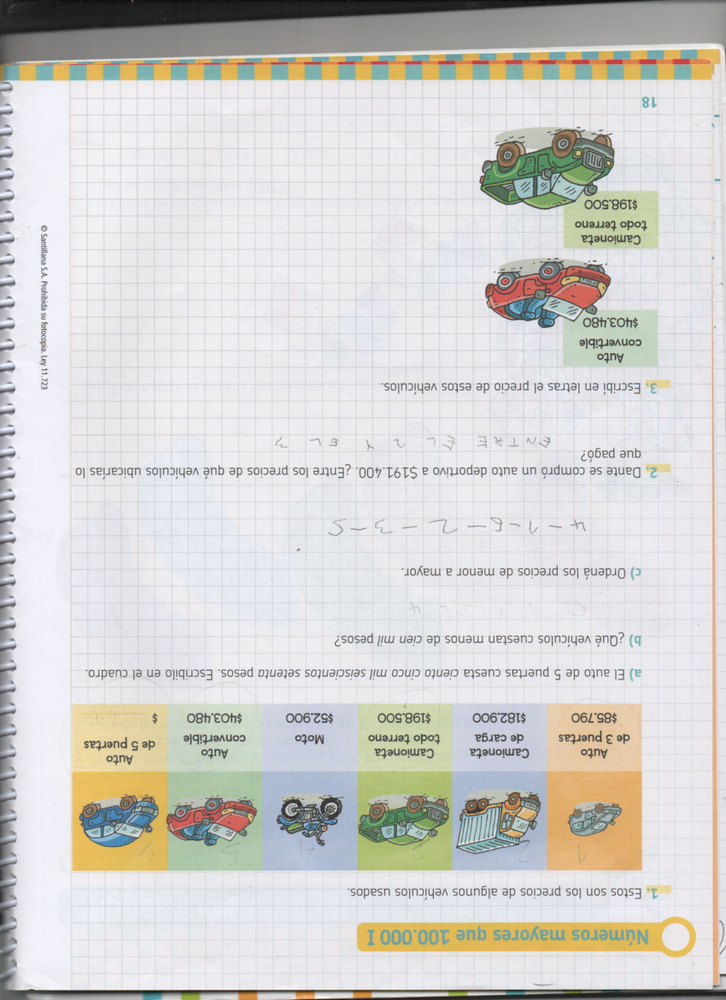 Números mayores que 100.000 I
1. Estos son los precios de algunos vehículos usados.
1 2 3 4 5 6
Auto de 3 puertas $85.790
Camioneta de carga $182.900
Camioneta todo terreno $198.500
Moto $52.900
Auto convertible $403.480
Auto de 5 puertas $
a) El auto de 5 puertas cuesta ciento cinco mil seiscientos setenta pesos. Escribilo en el cuadro.
b) ¿Qué vehículos cuestan menos de cien mil pesos?
c) Ordená los precios de menor a mayor.
4-1-6-2-3-5
2. Dante se compró un auto deportivo a $191.400. ¿Entre los precios de qué vehículos ubicarías lo
que pagó?
ENTRE EL 2 Y EL 3
3. Escribí en letras el precio de estos vehículos.
Auto
convertible
$403.480
Camioneta
todo terreno
$198.500
18
© Santillana S.A. Prohibida su fotocopia. Ley 11.723